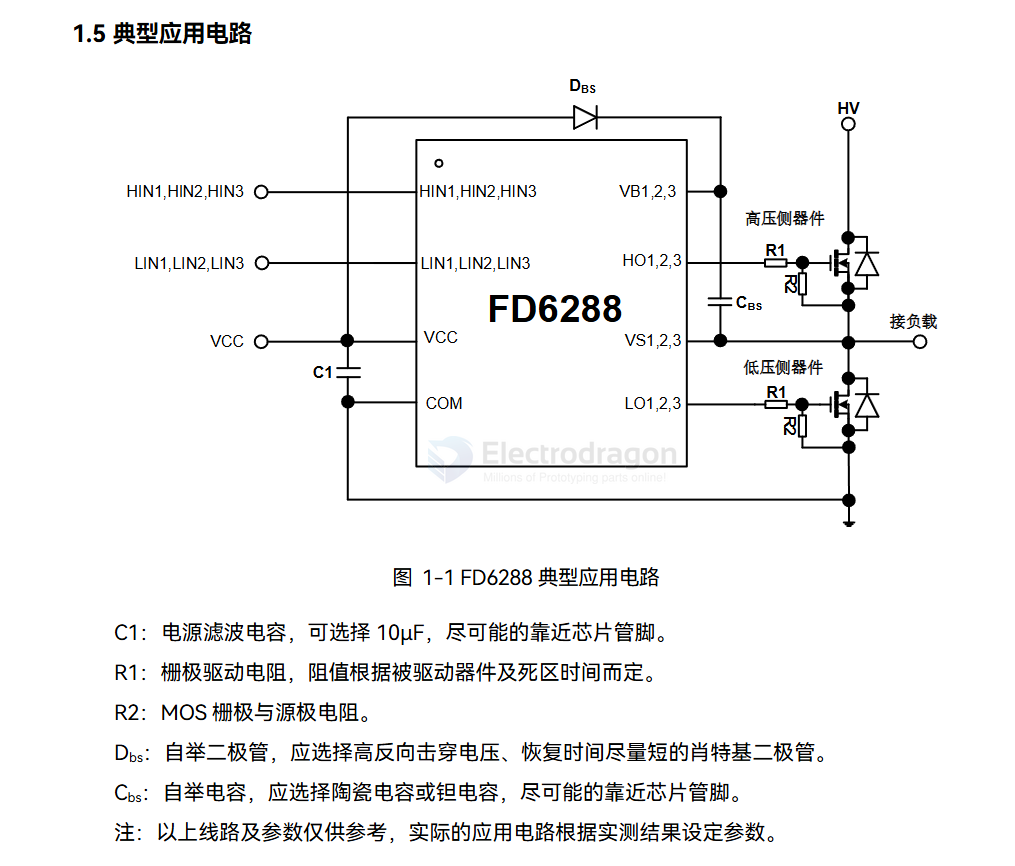 1.5 典型应用电路
D_BS
HV
HIN1,HIN2,HIN3
HIN1,HIN2,HIN3
VB1,2,3
高压侧器件
LIN1,LIN2,LIN3
LIN1,LIN2,LIN3
HO1,2,3
R1
R2
FD6288
C_BS
VCC
VCC
VS1,2,3
接负载
C1
低压侧器件
COM
LO1,2,3
R1
R2
Electrodragon
Millions of Prototyping parts online!
图 1-1 FD6288 典型应用电路
C1：电源滤波电容，可选择 10μF，尽可能的靠近芯片管脚。
R1：栅极驱动电阻，阻值根据被驱动器件及死区时间而定。
R2：MOS 栅极与源极电阻。
D_bs：自举二极管，应选择高反向击穿电压、恢复时间尽量短的肖特基二极管。
C_bs：自举电容，应选择陶瓷电容或钽电容，尽可能的靠近芯片管脚。
注：以上线路及参数仅供参考，实际的应用电路根据实测结果设定参数。